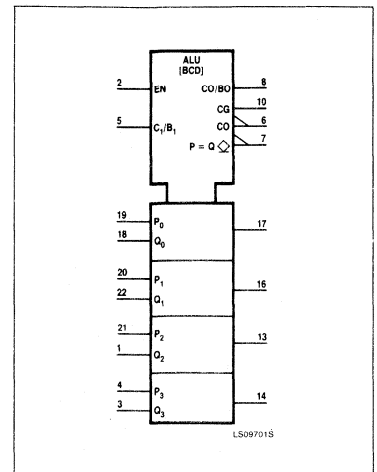 ALU
[BCD]
2 EN CO/BO 8
CG 10
5 C₁/B₁ CO 6
P = Q 7
19 P₀ 17
18 Q₀
20 P₁ 16
22 Q₁
21 P₂ 13
1 Q₂
4 P₃ 14
3 Q₃
LS09701S